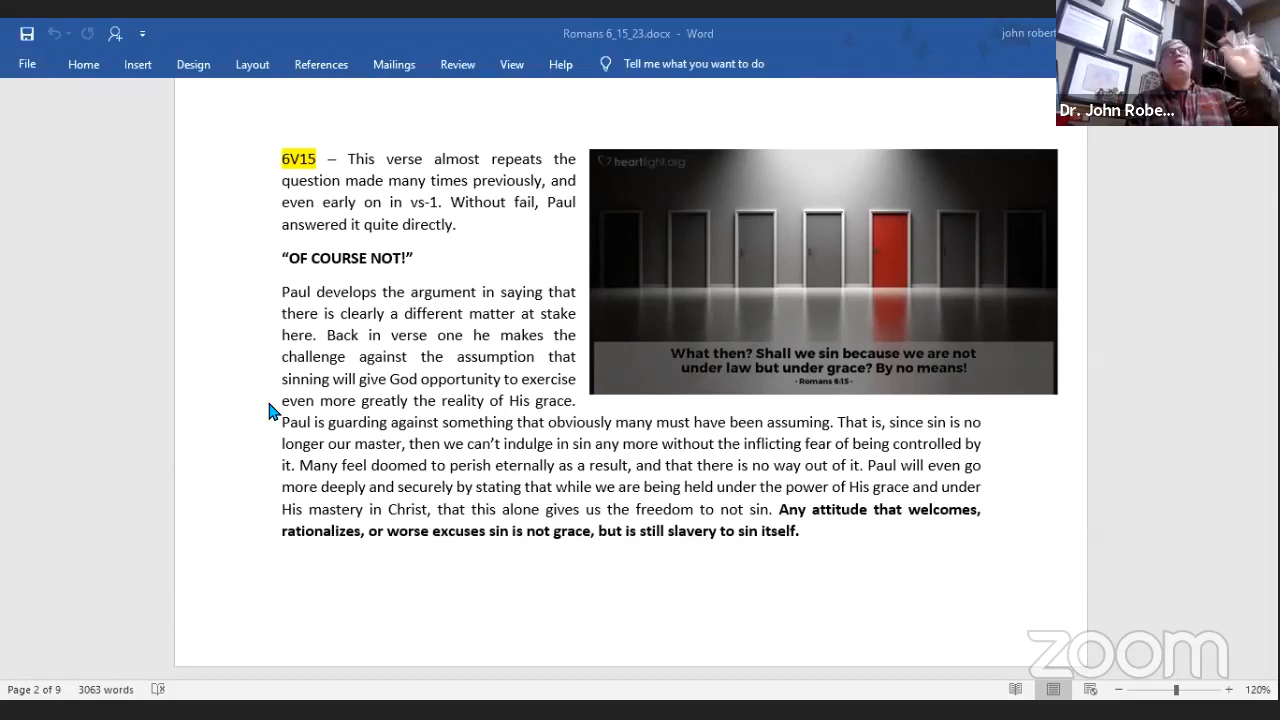 Romans 6_15_23.docx - Word
john robert
File Home Insert Design Layout References Mailings Review View Help Tell me what you want to do
Dr. John Robe...
6V15 – This verse almost repeats the
question made many times previously, and
even early on in vs-1. Without fail, Paul
answered it quite directly.
“OF COURSE NOT!”
Paul develops the argument in saying that
there is clearly a different matter at stake
here. Back in verse one he makes the
challenge against the assumption that
sinning will give God opportunity to exercise
even more greatly the reality of His grace.
heartlight.org
What then? Shall we sin because we are not
under law but under grace? By no means!
· Romans 6:15 ·
Paul is guarding against something that obviously many must have been assuming. That is, since sin is no
longer our master, then we can’t indulge in sin any more without the inflicting fear of being controlled by
it. Many feel doomed to perish eternally as a result, and that there is no way out of it. Paul will even go
more deeply and securely by stating that while we are being held under the power of His grace and under
His mastery in Christ, that this alone gives us the freedom to not sin. Any attitude that welcomes,
rationalizes, or worse excuses sin is not grace, but is still slavery to sin itself.
zoom
Page 2 of 9 3063 words 120%